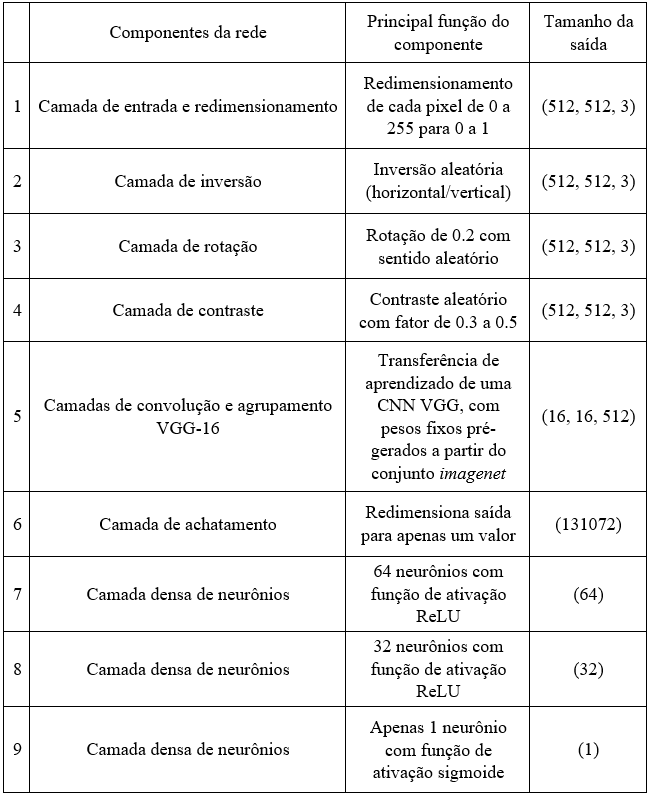 Componentes da rede
Principal função do
componente
Tamanho da
saída
1
Camada de entrada e redimensionamento
Redimensionamento
de cada pixel de 0 a
255 para 0 a 1
(512, 512, 3)
2
Camada de inversão
Inversão aleatória
(horizontal/vertical)
(512, 512, 3)
3
Camada de rotação
Rotação de 0.2 com
sentido aleatório
(512, 512, 3)
4
Camada de contraste
Contraste aleatório
com fator de 0.3 a 0.5
(512, 512, 3)
5
Camadas de convolução e agrupamento
VGG-16
Transferência de
aprendizado de uma
CNN VGG, com
pesos fixos pré-
gerados a partir do
conjunto imagenet
(16, 16, 512)
6
Camada de achatamento
Redimensiona saída
para apenas um valor
(131072)
7
Camada densa de neurônios
64 neurônios com
função de ativação
ReLU
(64)
8
Camada densa de neurônios
32 neurônios com
função de ativação
ReLU
(32)
9
Camada densa de neurônios
Apenas 1 neurônio
com função de
ativação sigmoide
(1)